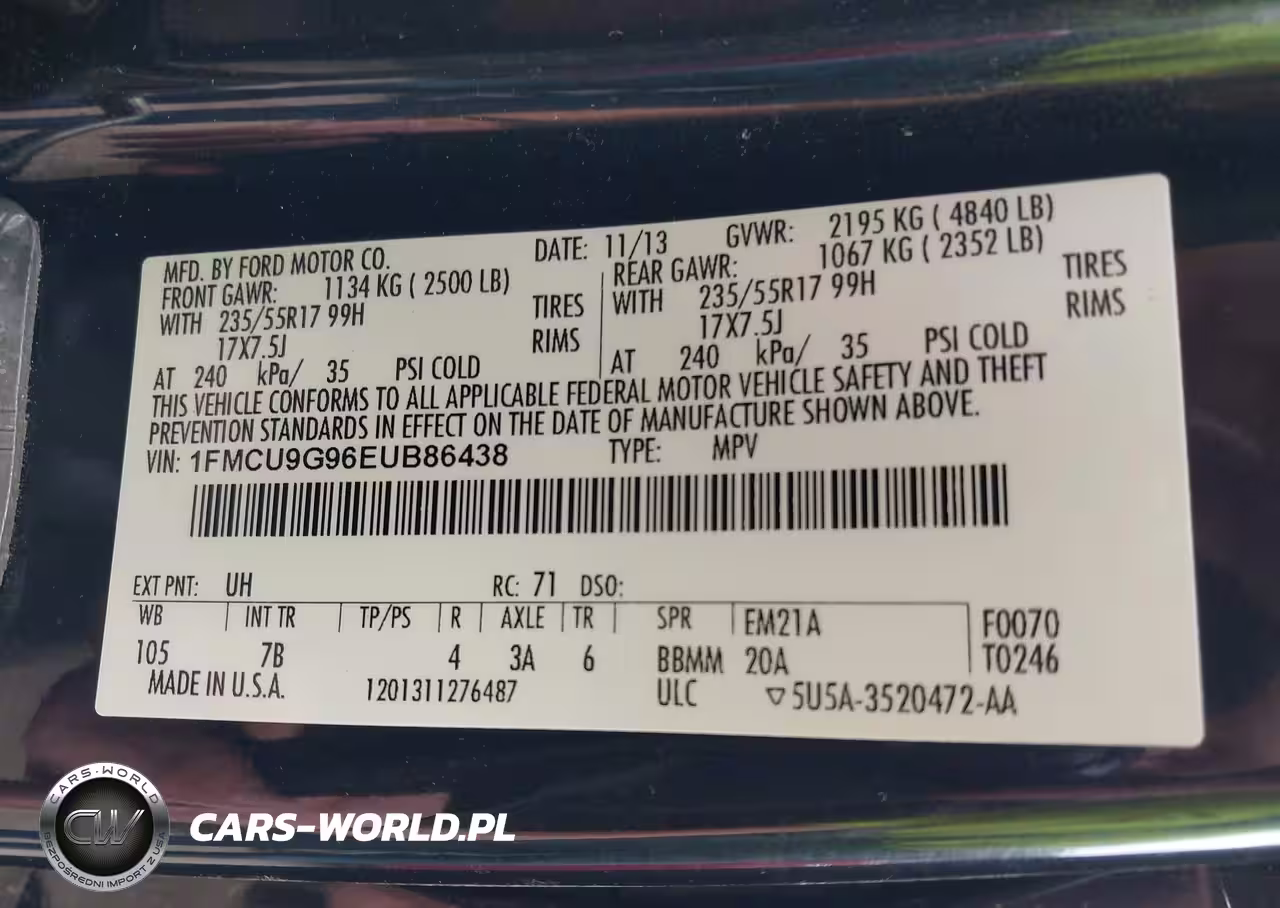 MFD. BY FORD MOTOR CO. DATE: 11/13 GVWR: 2195 KG ( 4840 LB)
FRONT GAWR: 1134 KG ( 2500 LB) REAR GAWR: 1067 KG ( 2352 LB)
WITH 235/55R17 99H TIRES WITH 235/55R17 99H TIRES
17X7.5J RIMS 17X7.5J RIMS
AT 240 kPa/ 35 PSI COLD AT 240 kPa/ 35 PSI COLD
THIS VEHICLE CONFORMS TO ALL APPLICABLE FEDERAL MOTOR VEHICLE SAFETY AND THEFT
PREVENTION STANDARDS IN EFFECT ON THE DATE OF MANUFACTURE SHOWN ABOVE.
VIN: 1FMCU9G96EUB86438 TYPE: MPV
EXT PNT: UH RC: 71 DSO:
WB INT TR TP/PS R AXLE TR SPR EM21A F0070
105 7B 4 3A 6 BBMM 20A T0246
MADE IN U.S.A. 1201311276487 ULC ▽5U5A-3520472-AA
CARS-WORLD
CW
BEZPOŚREDNI IMPORT Z USA
CARS-WORLD.PL